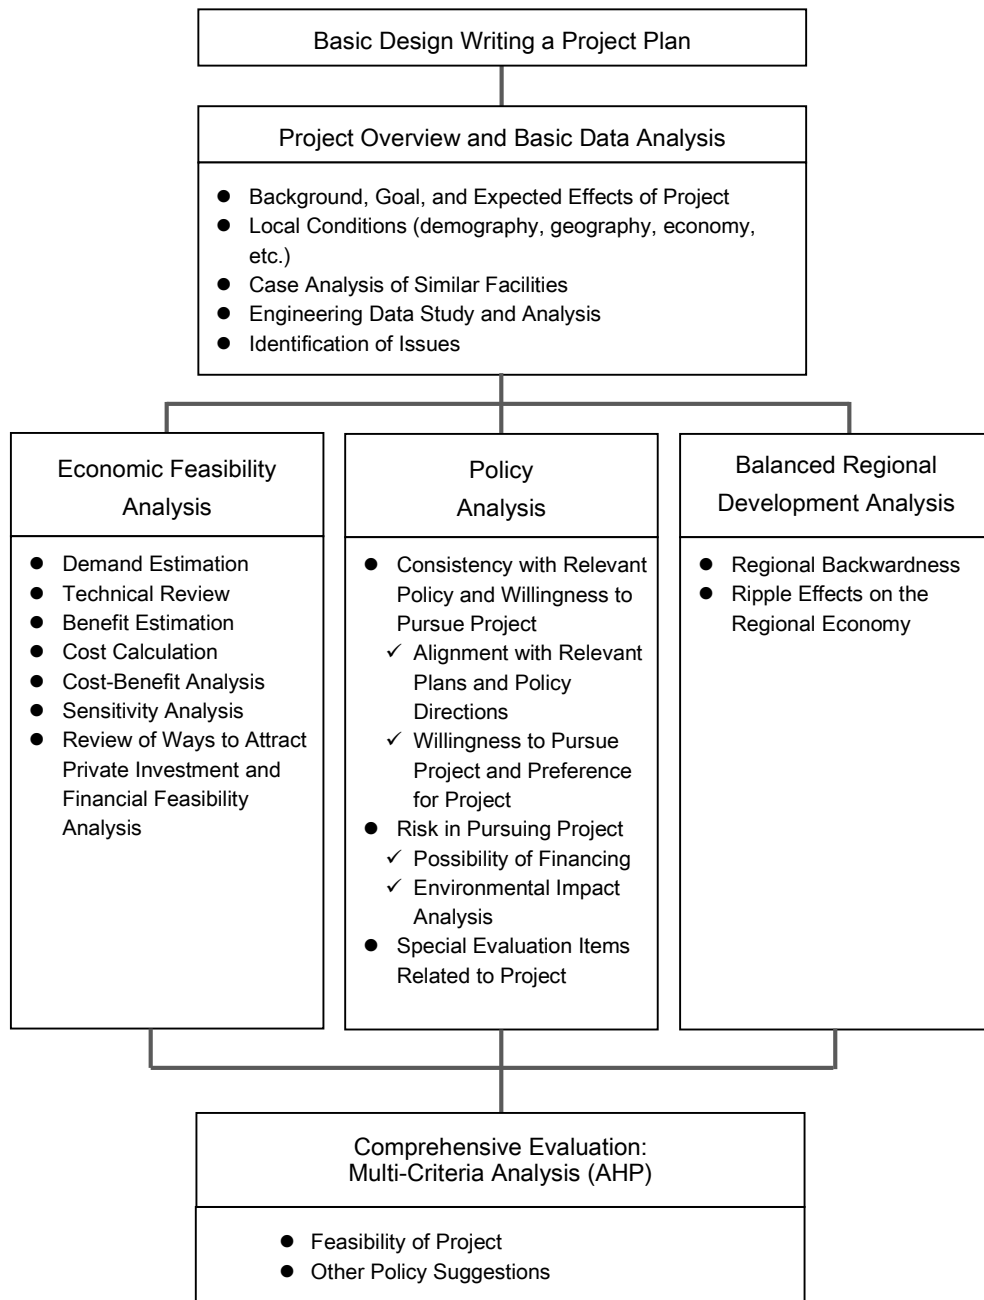 Basic Design Writing a Project Plan
Project Overview and Basic Data Analysis
● Background, Goal, and Expected Effects of Project
● Local Conditions (demography, geography, economy,
etc.)
● Case Analysis of Similar Facilities
● Engineering Data Study and Analysis
● Identification of Issues
Economic Feasibility
Analysis
● Demand Estimation
● Technical Review
● Benefit Estimation
● Cost Calculation
● Cost-Benefit Analysis
● Sensitivity Analysis
● Review of Ways to Attract
Private Investment and
Financial Feasibility
Analysis
Policy
Analysis
● Consistency with Relevant
Policy and Willingness to
Pursue Project
✓ Alignment with Relevant
Plans and Policy
Directions
✓ Willingness to Pursue
Project and Preference
for Project
● Risk in Pursuing Project
✓ Possibility of Financing
✓ Environmental Impact
Analysis
● Special Evaluation Items
Related to Project
Balanced Regional
Development Analysis
● Regional Backwardness
● Ripple Effects on the
Regional Economy
Comprehensive Evaluation:
Multi-Criteria Analysis (AHP)
● Feasibility of Project
● Other Policy Suggestions